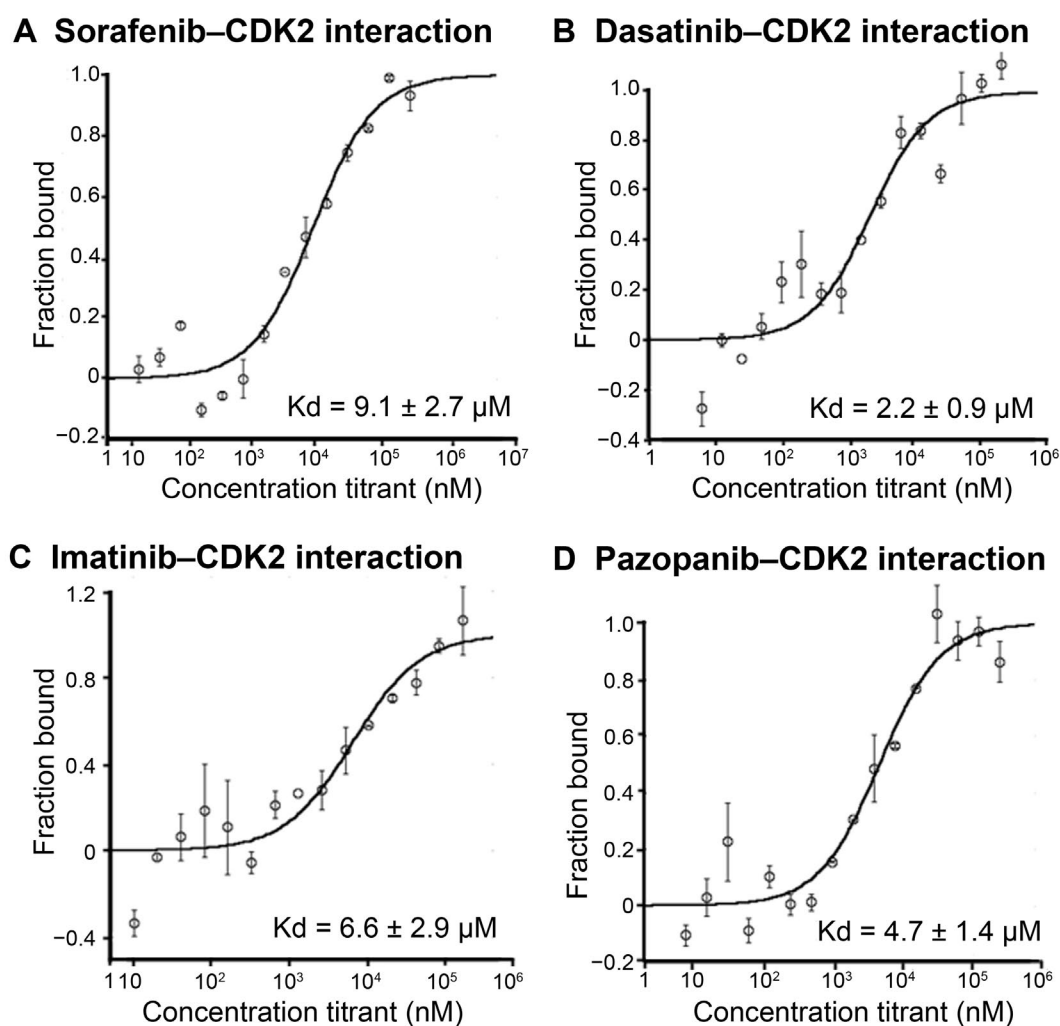 A Sorafenib–CDK2 interaction
1.0
0.8
0.6
0.4
0.2
0
−0.2
Fraction bound
Kd = 9.1 ± 2.7 µM
1 10 10² 10³ 10⁴ 10⁵ 10⁶ 10⁷
Concentration titrant (nM)
B Dasatinib–CDK2 interaction
1.0
0.8
0.6
0.4
0.2
0
−0.2
−0.4
Fraction bound
Kd = 2.2 ± 0.9 µM
1 10 10² 10³ 10⁴ 10⁵ 10⁶
Concentration titrant (nM)
C Imatinib–CDK2 interaction
1.2
0.8
0.4
0
−0.4
Fraction bound
Kd = 6.6 ± 2.9 µM
1 10 10² 10³ 10⁴ 10⁵ 10⁶
Concentration titrant (nM)
D Pazopanib–CDK2 interaction
1.0
0.8
0.6
0.4
0.2
0
−0.2
Fraction bound
Kd = 4.7 ± 1.4 µM
1 10 10² 10³ 10⁴ 10⁵ 10⁶
Concentration titrant (nM)